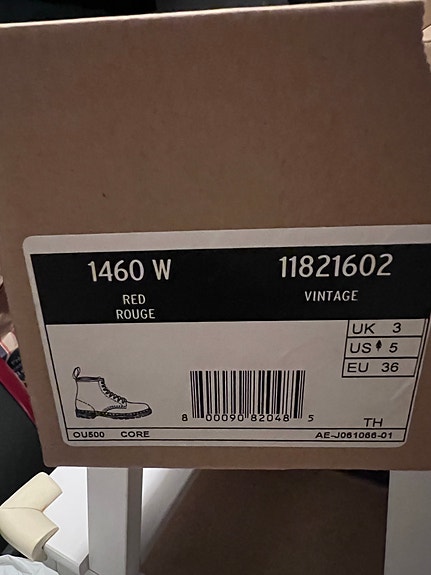 1460 W
11821602
RED
ROUGE
VINTAGE
UK 3
US 5
EU 36
8 00090 82048 5
TH
OU500 CORE
AE-J061066-01